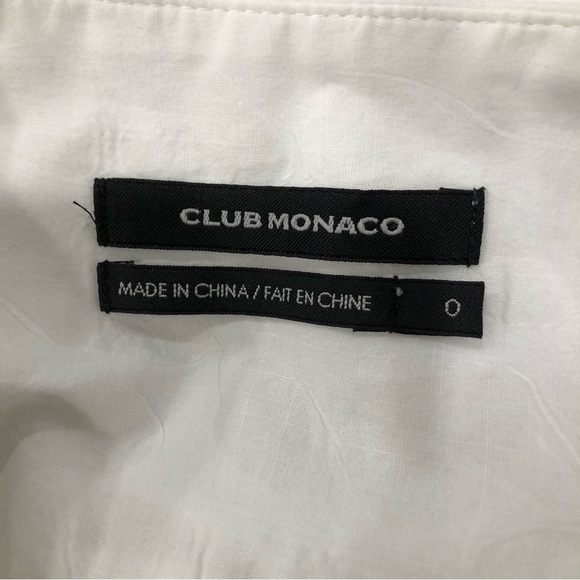 CLUB MONACO
MADE IN CHINA / FAIT EN CHINE 0